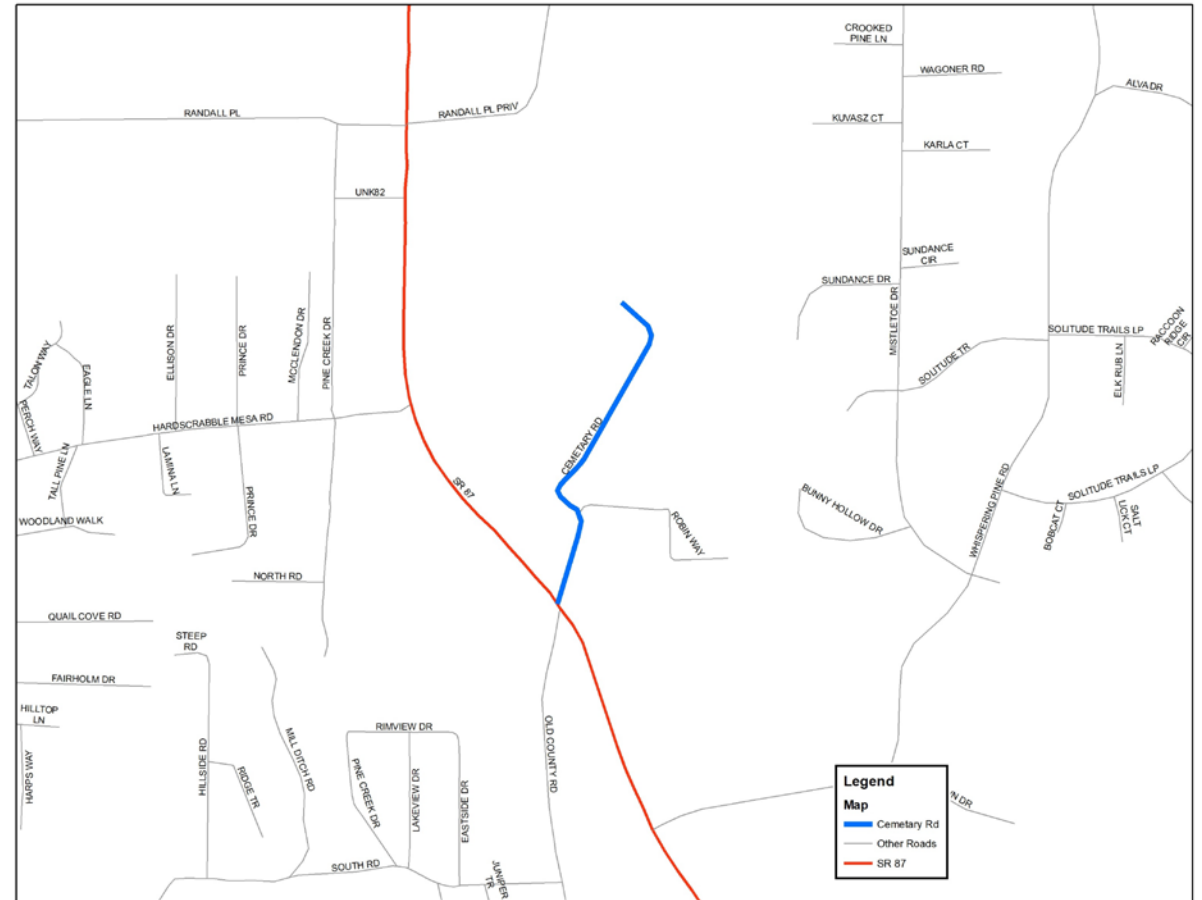 CROOKED
PINE LN
WAGONER RD
ALVA DR
RANDALL PL
RANDALL PL PRIV
KUVASZ CT
KARLA CT
UNK82
SUNDANCE
CIR
SUNDANCE DR
MISTLETOE DR
SOLITUDE TRAILS LP
RACCOON
RIDGE
CIR
TALON WAY
EAGLE LN
ELLISON DR
PRINCE DR
MCCLENDON DR
PINE CREEK DR
SOLITUDE TR
ELK RUB LN
PERCH WAY
HARDSCRABBLE MESA RD
CEMETARY RD
TALL PINE LN
LAMINA LN
SR 87
PRINCE DR
WOODLAND WALK
BUNNY HOLLOW DR
ROBIN WAY
WHISPERING PINE RD
SOLITUDE TRAILS LP
BOBCAT CT
SALT
LICK CT
NORTH RD
QUAIL COVE RD
STEEP
RD
FAIRHOLM DR
HILLTOP
LN
HARPS WAY
HILLSIDE RD
RIDGE TR
MILL DITCH RD
RIMVIEW DR
PINE CREEK DR
LAKEVIEW DR
EASTSIDE DR
OLD COUNTY RD
SOUTH RD
JUNIPER
TR
DR
Legend
Map
Cemetary Rd
Other Roads
SR 87